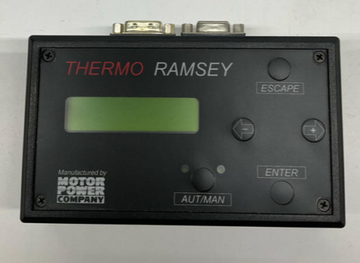 THERMO RAMSEY
ESCAPE
-
+
Manufactured by
MOTOR
POWER
COMPANY
ENTER
AUT/MAN